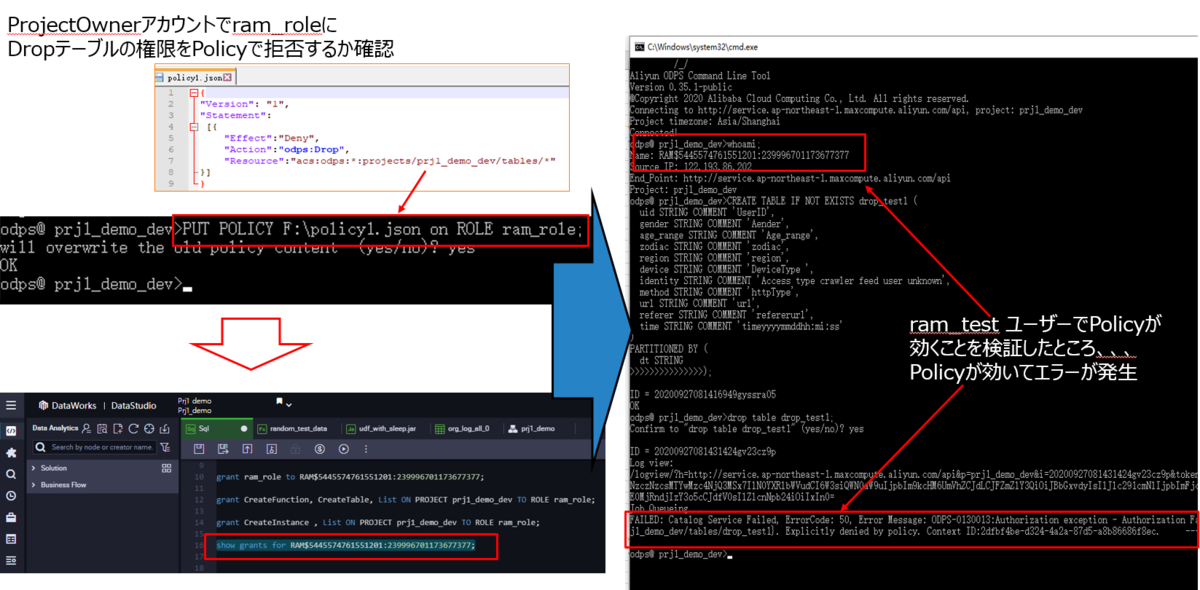 ProjectOwnerアカウントでram_roleに
Dropテーブルの権限をPolicyで拒否するか確認
policy1.json
1 {
2 "Version": "1",
3 "Statement":
4 [{
5 "Effect":"Deny",
6 "Action":"odps:Drop",
7 "Resource":"acs:odps:*:projects/prj1_demo_dev/tables/*"
8 }]
9 }
odps@ prj1_demo_dev>PUT POLICY F:\policy1.json on ROLE ram_role;
will overwrite the old policy content (yes/no)? yes
OK
odps@ prj1_demo_dev>
DataWorks | DataStudio
Prj1 demo
Prj1_demo
Data Analytics
Search by node or creator name.
Solution
Business Flow
Sql
random_test_data
udf_with_sleep.jar
org_log_all_0
prj1_demo
9
10 grant ram_role to RAM$5445574761551201:239996701173677377;
11
12 grant CreateFunction, CreateTable, List ON PROJECT prj1_demo_dev TO ROLE ram_role;
13
14 grant CreateInstance , List ON PROJECT prj1_demo_dev TO ROLE ram_role;
15
16 show grants for RAM$5445574761551201:239996701173677377;
17
18
C:\Windows\system32\cmd.exe
/_/
Aliyun ODPS Command Line Tool
Version 0.35.1-public
@Copyright 2020 Alibaba Cloud Computing Co., Ltd. All rights reserved.
Connecting to http://service.ap-northeast-1.maxcompute.aliyun.com/api, project: prj1_demo_dev
Project timezone: Asia/Shanghai
Connected!
odps@ prj1_demo_dev>whoami;
Name: RAM$5445574761551201:239996701173677377
Source IP: 122.193.86.202
End_Point: http://service.ap-northeast-1.maxcompute.aliyun.com/api
Project: prj1_demo_dev
odps@ prj1_demo_dev>CREATE TABLE IF NOT EXISTS drop_test1 (
uid STRING COMMENT 'UserID',
gender STRING COMMENT 'Aender',
age_range STRING COMMENT 'Age_range',
zodiac STRING COMMENT 'zodiac',
region STRING COMMENT 'region',
device STRING COMMENT 'DeviceType ',
identity STRING COMMENT 'Access type crawler feed user unknown',
method STRING COMMENT 'httpType',
url STRING COMMENT 'url',
referer STRING COMMENT 'refererurl',
time STRING COMMENT 'timeyyyymmddhh:mi:ss'
)
PARTITIONED BY (
dt STRING
>>>>>>>>>>>>>>>);
ID = 20200927081416949gyssra05
OK
odps@ prj1_demo_dev>drop table drop_test1;
Confirm to "drop table drop_test1" (yes/no)? yes
ID = 20200927081431424gv23cz9p
Log view:
Job Queueing
FAILED: Catalog Service Failed, ErrorCode: 50, Error Message: ODPS-0130013:Authorization exception - Authorization F
j1_demo_dev/tables/drop_test1}. Explicitly denied by policy. Context ID:2dfbf4be-d324-4a2a-87d5-a8b86686f8ec.
odps@ prj1_demo_dev>
ram_test ユーザーでPolicyが
効くことを検証したところ、、、
Policyが効いてエラーが発生